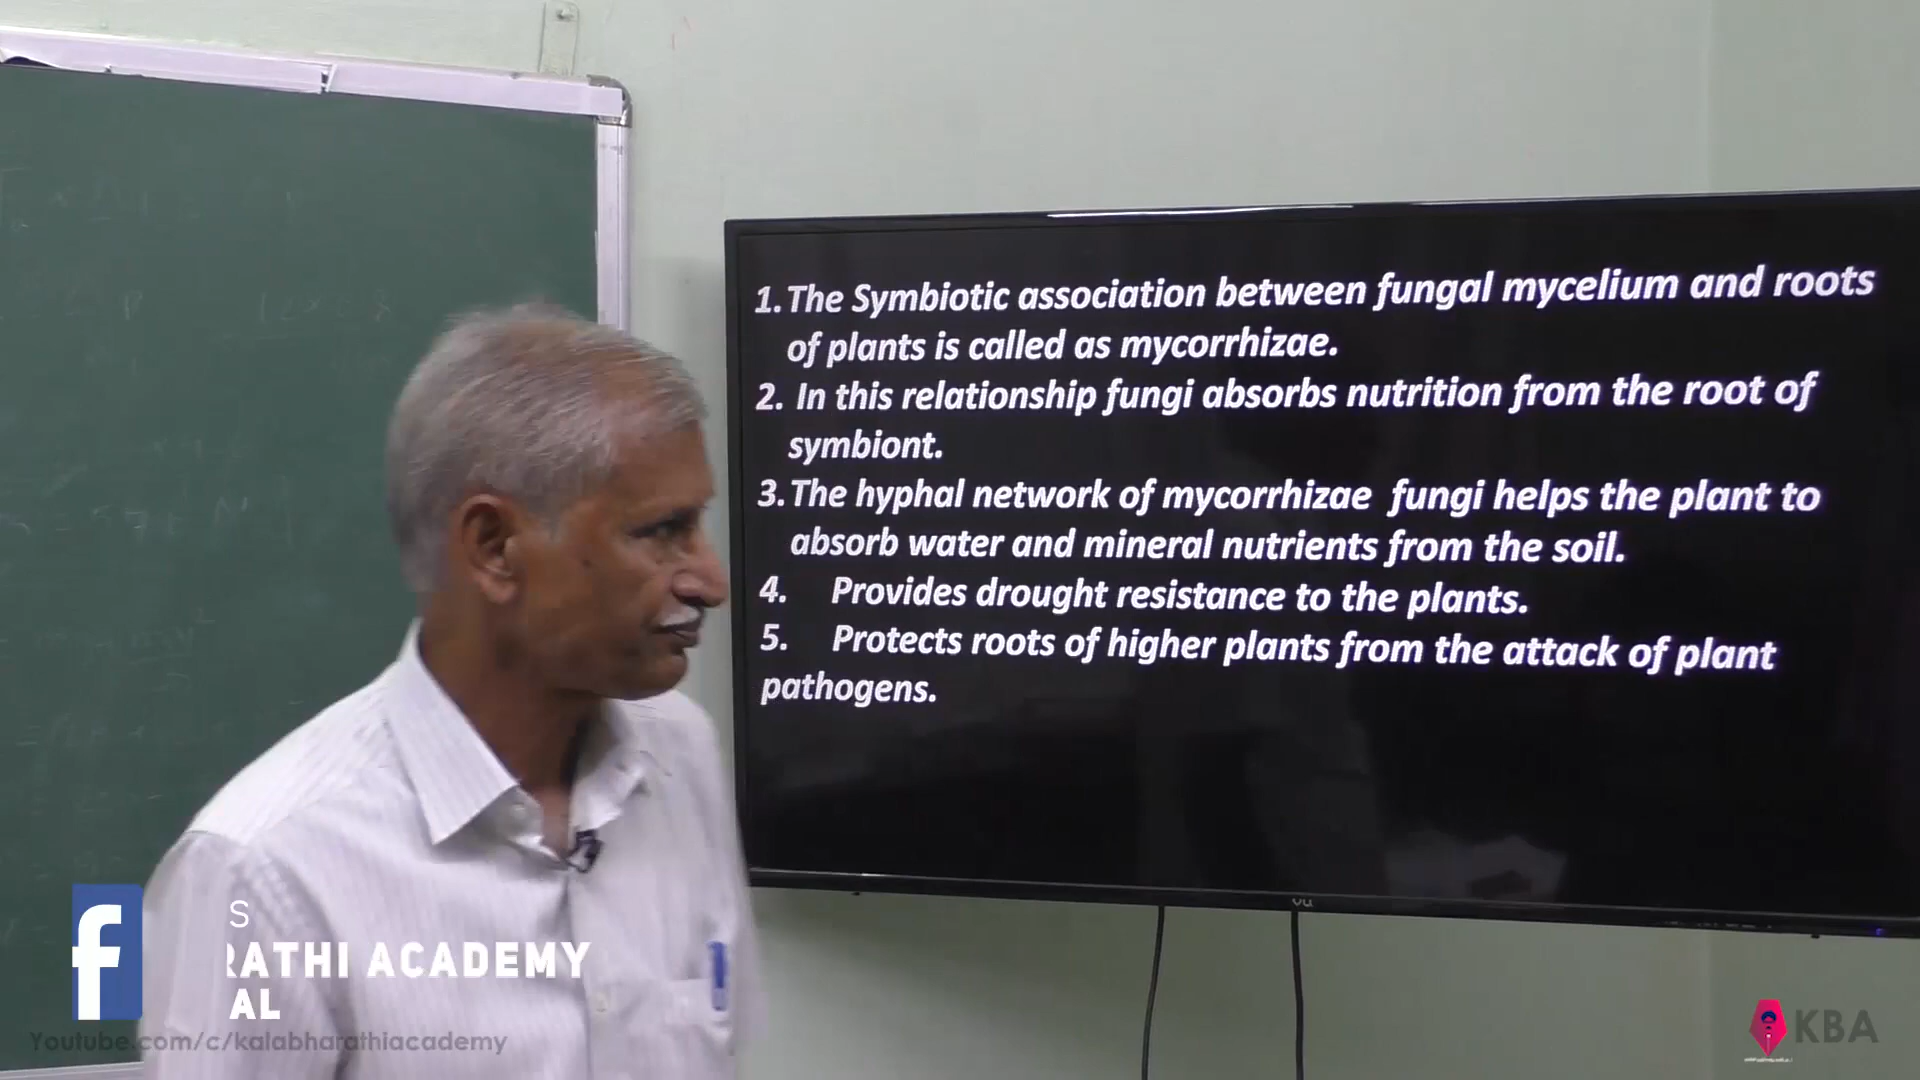 1. The Symbiotic association between fungal mycelium and roots
of plants is called as mycorrhizae.
2. In this relationship fungi absorbs nutrition from the root of
symbiont.
3. The hyphal network of mycorrhizae fungi helps the plant to
absorb water and mineral nutrients from the soil.
4. Provides drought resistance to the plants.
5. Protects roots of higher plants from the attack of plant
pathogens.
vu
f
S
RATHI ACADEMY
AL
Youtube.com/c/kalabharathiacademy
KBA